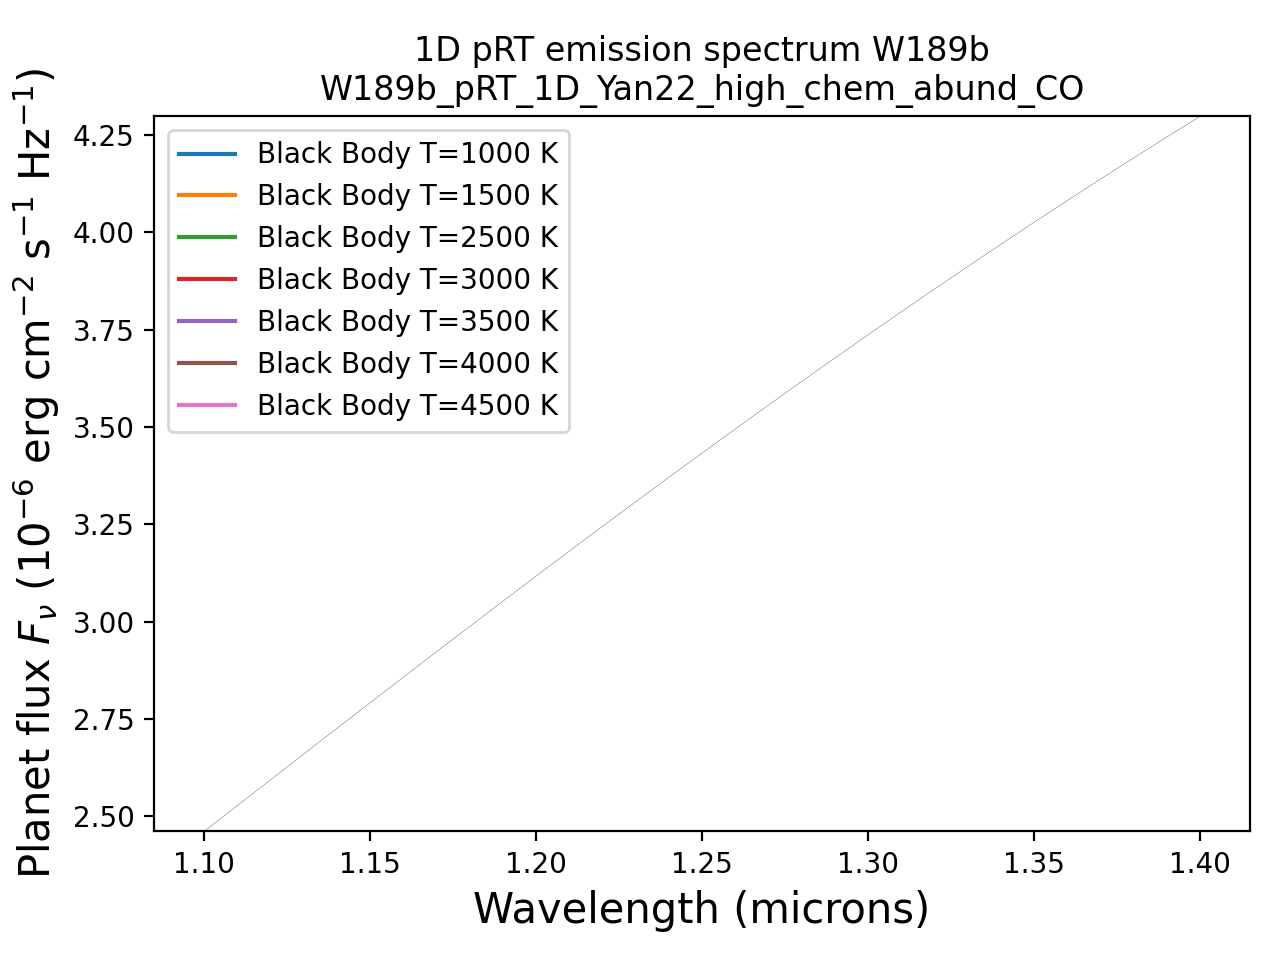 1D pRT emission spectrum W189b
W189b_pRT_1D_Yan22_high_chem_abund_CO
Planet flux $F_\nu$ (10$^{-6}$ erg cm$^{-2}$ s$^{-1}$ Hz$^{-1}$)
4.25
4.00
3.75
3.50
3.25
3.00
2.75
2.50
Black Body T=1000 K
Black Body T=1500 K
Black Body T=2500 K
Black Body T=3000 K
Black Body T=3500 K
Black Body T=4000 K
Black Body T=4500 K
1.10 1.15 1.20 1.25 1.30 1.35 1.40
Wavelength (microns)